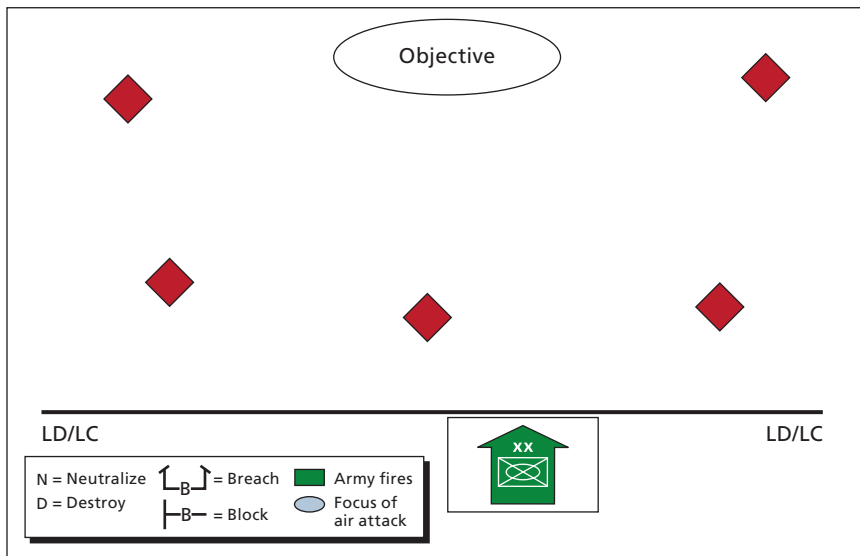 Objective
LD/LC
LD/LC
XX
N = Neutralize
D = Destroy
B = Breach
B = Block
Army fires
Focus of
air attack